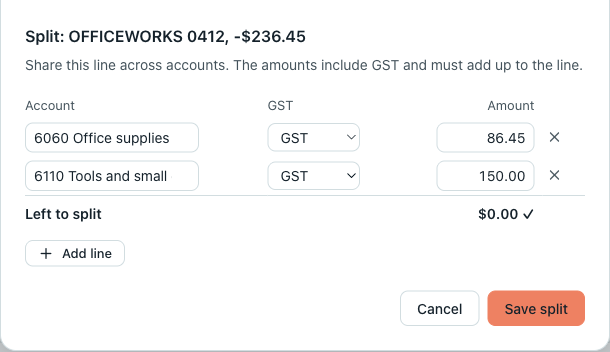 Split: OFFICEWORKS 0412, -$236.45
Share this line across accounts. The amounts include GST and must add up to the line.
Account GST Amount
6060 Office supplies GST 86.45
6110 Tools and small GST 150.00
Left to split $0.00 ✓
+ Add line
Cancel Save split